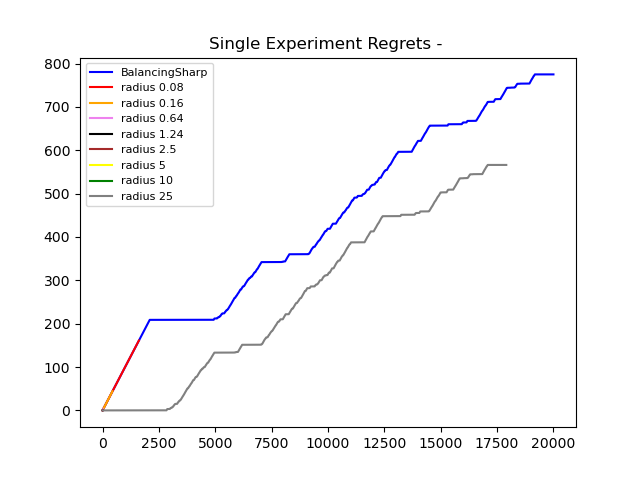 Single Experiment Regrets -
800
700
600
500
400
300
200
100
0
BalancingSharp
radius 0.08
radius 0.16
radius 0.64
radius 1.24
radius 2.5
radius 5
radius 10
radius 25
0 2500 5000 7500 10000 12500 15000 17500 20000